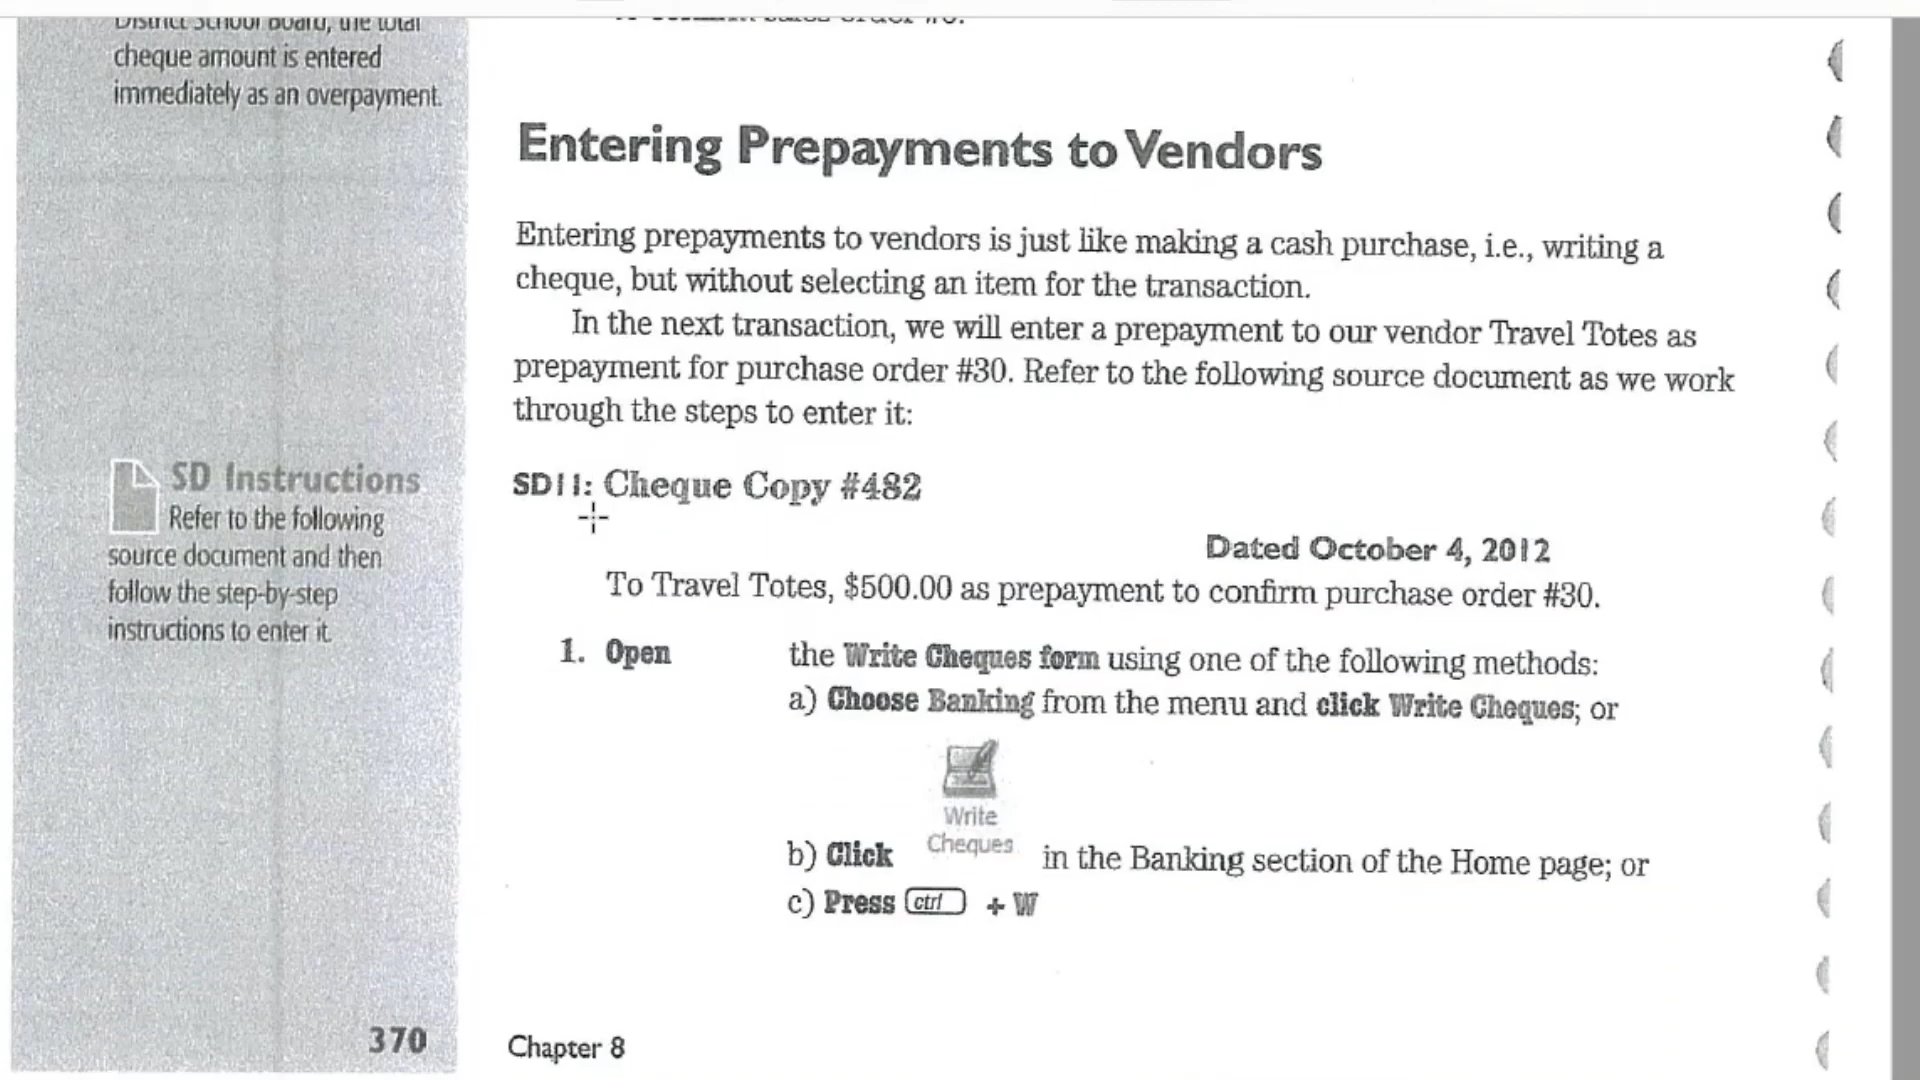 District School Board, the total
cheque amount is entered
immediately as an overpayment.
Entering Prepayments to Vendors
Entering prepayments to vendors is just like making a cash purchase, i.e., writing a
cheque, but without selecting an item for the transaction.
In the next transaction, we will enter a prepayment to our vendor Travel Totes as
prepayment for purchase order #30. Refer to the following source document as we work
through the steps to enter it:
SD Instructions
Refer to the following
source document and then
follow the step-by-step
instructions to enter it.
SD11: Cheque Copy #482
Dated October 4, 2012
To Travel Totes, $500.00 as prepayment to confirm purchase order #30.
1. Open the Write Cheques form using one of the following methods:
a) Choose Banking from the menu and click Write Cheques; or
Write
Cheques
b) Click in the Banking section of the Home page; or
c) Press ctrl + W
370
Chapter 8